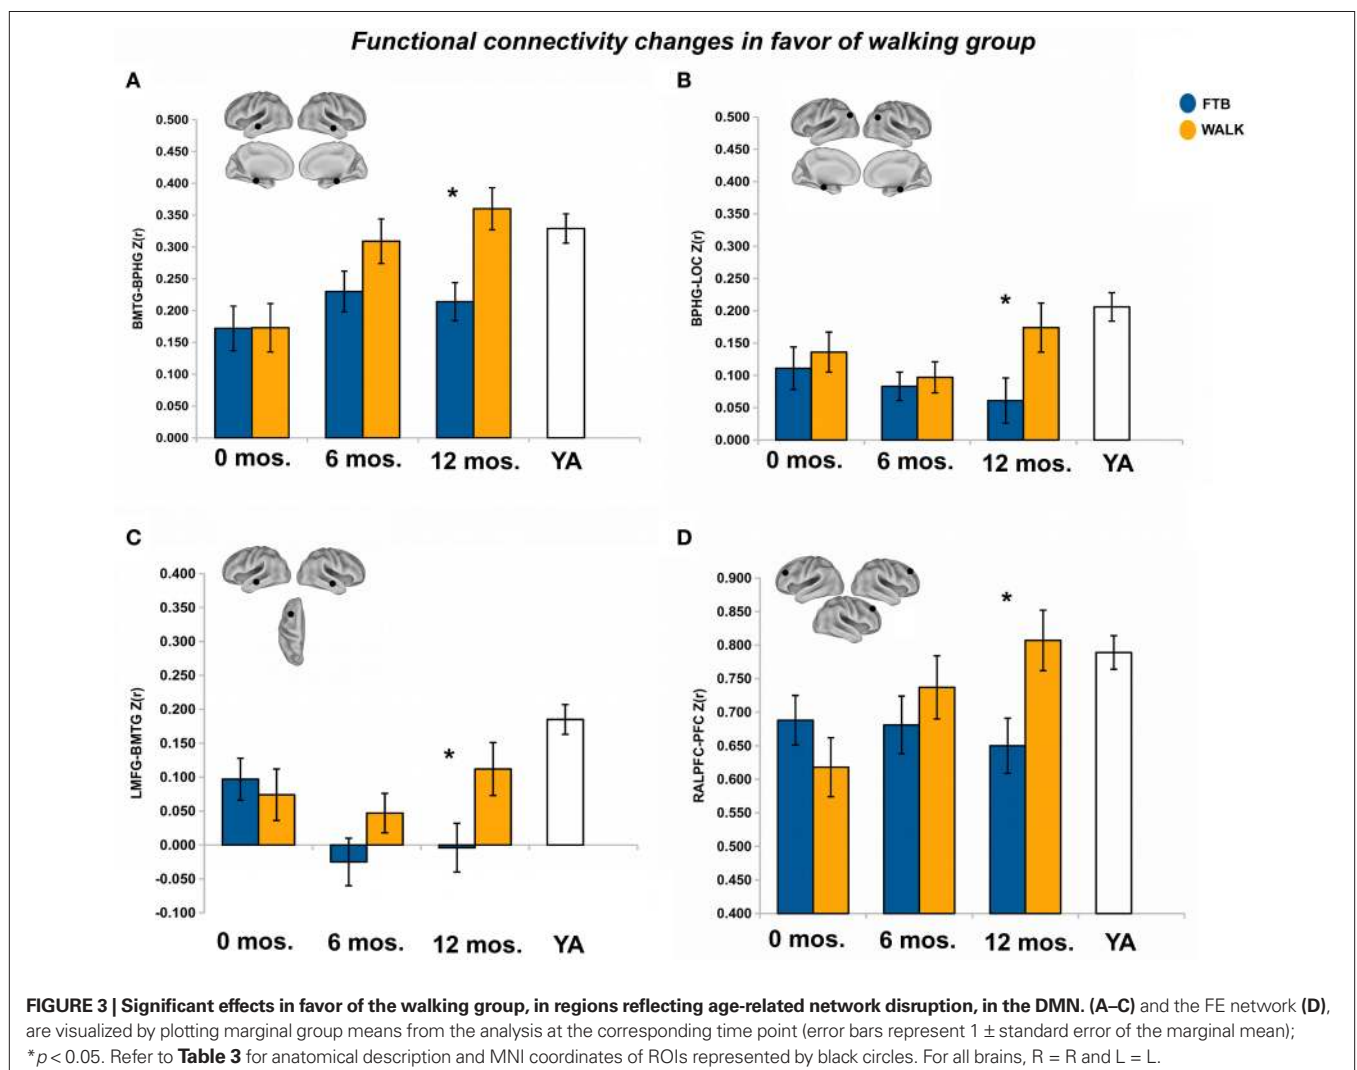 Functional connectivity changes in favor of walking group
A
0.500
0.450
0.400
0.350
0.300
0.250
0.200
0.150
0.100
0.050
0.000
BMTG-BPHG Z(r)
*
0 mos. 6 mos. 12 mos. YA
B
0.500
0.450
0.400
0.350
0.300
0.250
0.200
0.150
0.100
0.050
0.000
BPHG-LOC Z(r)
*
0 mos. 6 mos. 12 mos. YA
FTB
WALK
C
0.400
0.350
0.300
0.250
0.200
0.150
0.100
0.050
0.000
-0.050
-0.100
LMFG-BMTG Z(r)
*
0 mos. 6 mos. 12 mos. YA
D
0.900
0.850
0.800
0.750
0.700
0.650
0.600
0.550
0.500
0.450
0.400
RALPFC-PFC Z(r)
*
0 mos. 6 mos. 12 mos. YA
FIGURE 3 | Significant effects in favor of the walking group, in regions reflecting age-related network disruption, in the DMN. (A–C) and the FE network (D),
are visualized by plotting marginal group means from the analysis at the corresponding time point (error bars represent 1 ± standard error of the marginal mean);
*p < 0.05. Refer to Table 3 for anatomical description and MNI coordinates of ROIs represented by black circles. For all brains, R = R and L = L.